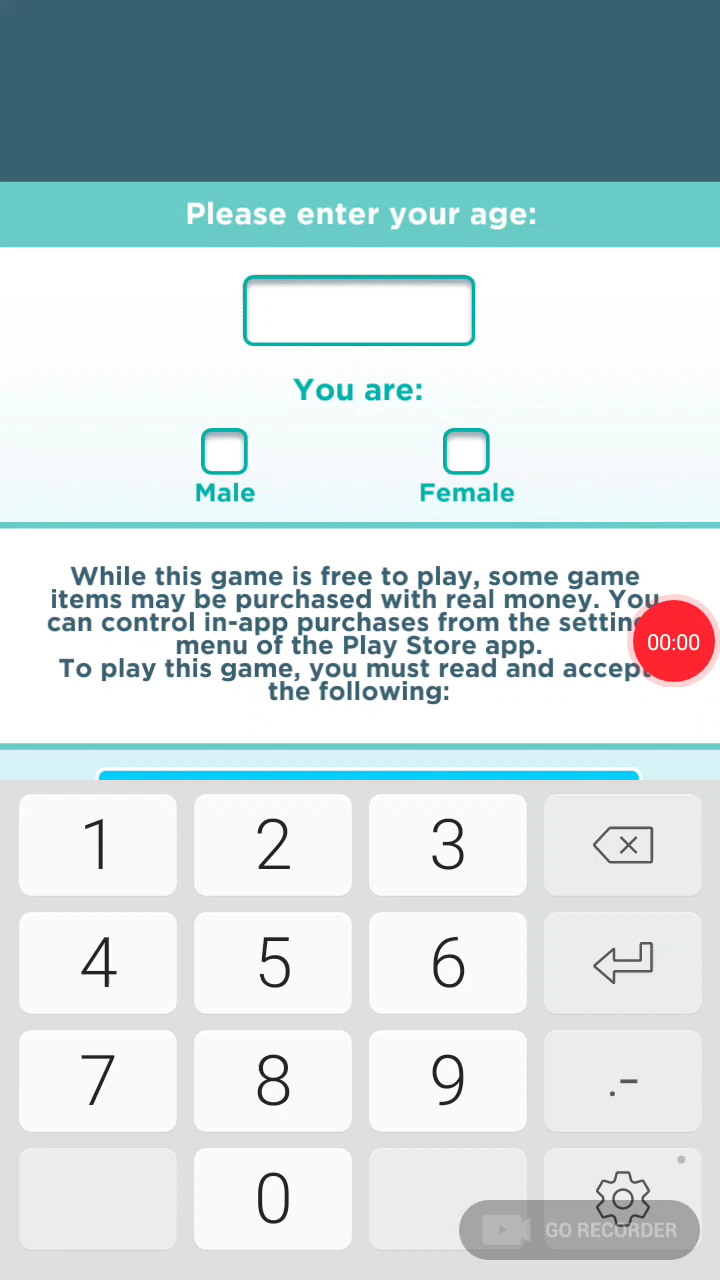 Please enter your age:
You are:
Male
Female
While this game is free to play, some game
items may be purchased with real money. You
can control in-app purchases from the
menu of the Play Store app.
To play this game, you must read and accept
the following:
00:00
1 2 3
4 5 6
7 8 9 .-
0
GO RECORDER